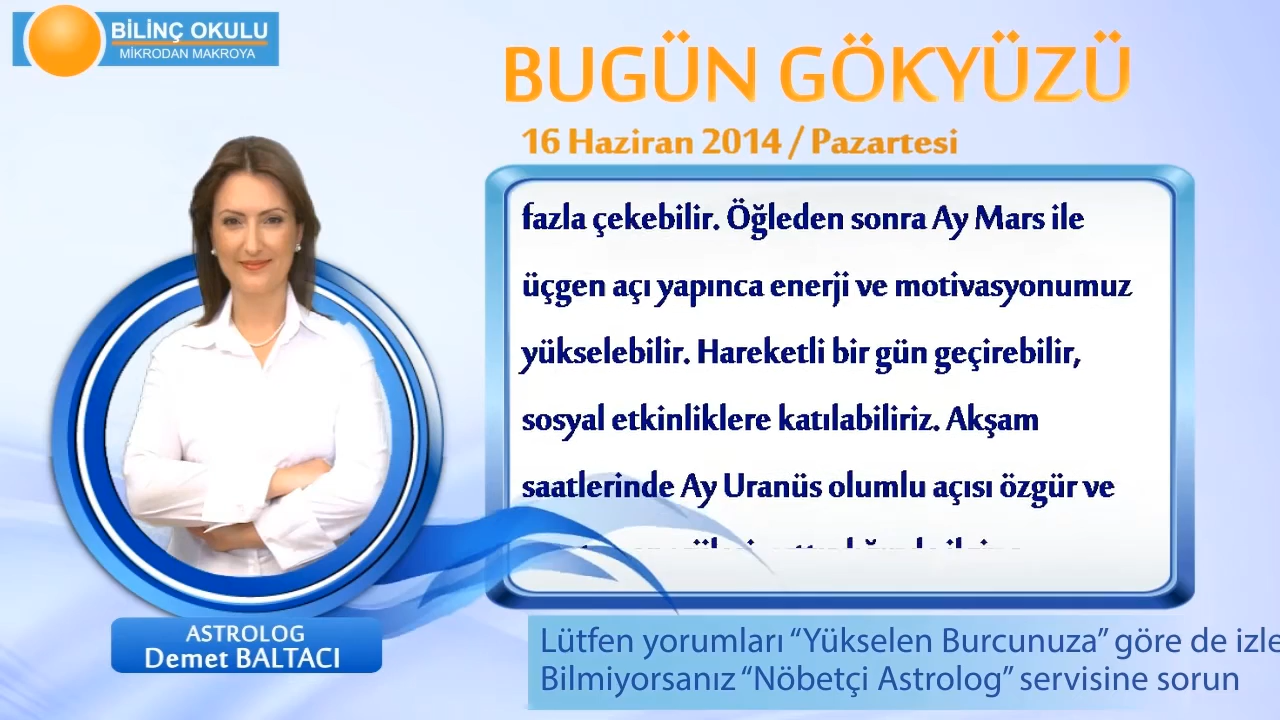 BİLİNÇ OKULU
MİKRODAN MAKROYA
BUGÜN GÖKYÜZÜ
16 Haziran 2014 / Pazartesi
fazla çekebilir. Öğleden sonra Ay Mars ile
üçgen açı yapınca enerji ve motivasyonumuz
yükselebilir. Hareketli bir gün geçirebilir,
sosyal etkinliklere katılabiliriz. Akşam
saatlerinde Ay Uranüs olumlu açısı özgür ve
ASTROLOG
Demet BALTACI
Lütfen yorumları “Yükselen Burcunuza” göre de izle
Bilmiyorsanız “Nöbetçi Astrolog” servisine sorun